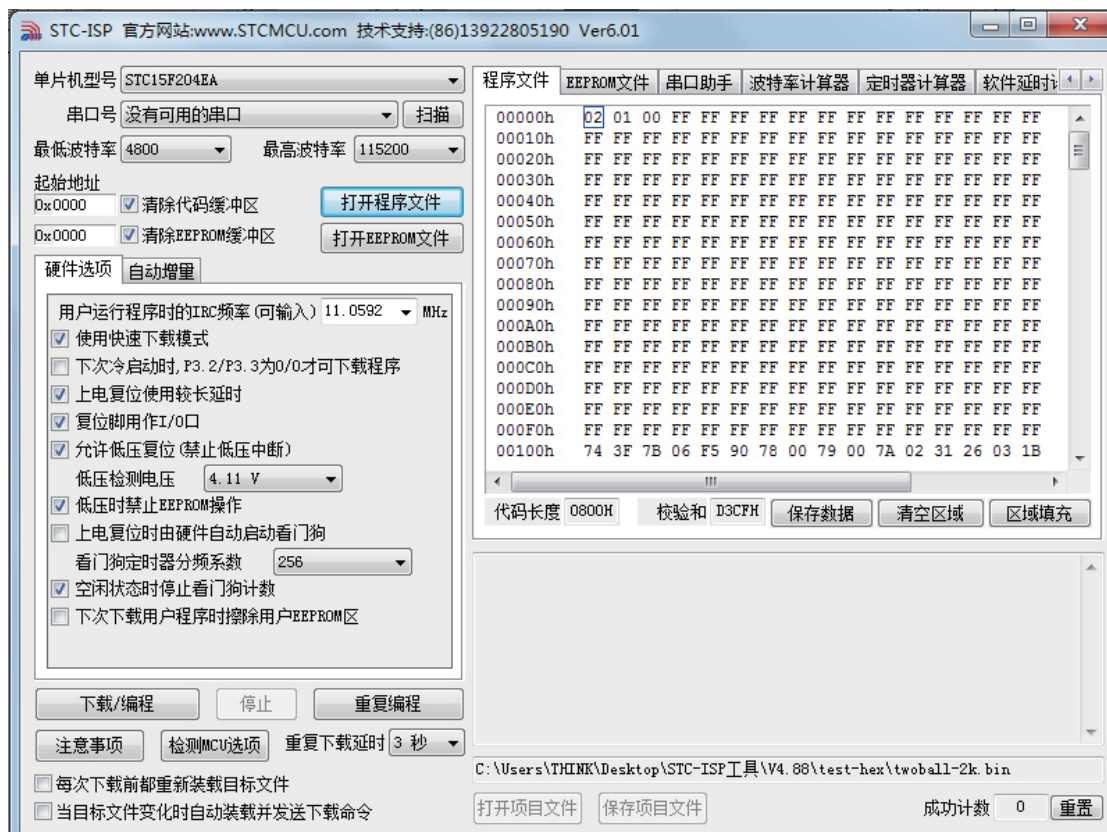 STC-ISP 官方网站:www.STCMCU.com 技术支持:(86)13922805190 Ver6.01
单片机型号 STC15F204EA
串口号 没有可用的串口 扫描
最低波特率 4800 最高波特率 115200
起始地址
0x0000 清除代码缓冲区 打开程序文件
0x0000 清除EEPROM缓冲区 打开EEPROM文件
硬件选项 自动增量
用户运行程序时的IRC频率(可输入) 11.0592 MHz
使用快速下载模式
下次冷启动时,P3.2/P3.3为0/0才可下载程序
上电复位使用较长延时
复位脚用作I/O口
允许低压复位(禁止低压中断)
低压检测电压 4.11 V
低压时禁止EEPROM操作
上电复位时由硬件自动启动看门狗
看门狗定时器分频系数 256
空闲状态时停止看门狗计数
下次下载用户程序时擦除用户EEPROM区
下载/编程 停止 重复编程
注意事项 检测MCU选项 重复下载延时 3 秒
每次下载前都重新装载目标文件
当目标文件变化时自动装载并发送下载命令
程序文件 EEPROM文件 串口助手 波特率计算器 定时器计算器 软件延时
00000h 02 01 00 FF FF FF FF FF FF FF FF FF FF FF FF FF
00010h FF FF FF FF FF FF FF FF FF FF FF FF FF FF FF FF
00020h FF FF FF FF FF FF FF FF FF FF FF FF FF FF FF FF
00030h FF FF FF FF FF FF FF FF FF FF FF FF FF FF FF FF
00040h FF FF FF FF FF FF FF FF FF FF FF FF FF FF FF FF
00050h FF FF FF FF FF FF FF FF FF FF FF FF FF FF FF FF
00060h FF FF FF FF FF FF FF FF FF FF FF FF FF FF FF FF
00070h FF FF FF FF FF FF FF FF FF FF FF FF FF FF FF FF
00080h FF FF FF FF FF FF FF FF FF FF FF FF FF FF FF FF
00090h FF FF FF FF FF FF FF FF FF FF FF FF FF FF FF FF
000A0h FF FF FF FF FF FF FF FF FF FF FF FF FF FF FF FF
000B0h FF FF FF FF FF FF FF FF FF FF FF FF FF FF FF FF
000C0h FF FF FF FF FF FF FF FF FF FF FF FF FF FF FF FF
000D0h FF FF FF FF FF FF FF FF FF FF FF FF FF FF FF FF
000E0h FF FF FF FF FF FF FF FF FF FF FF FF FF FF FF FF
000F0h FF FF FF FF FF FF FF FF FF FF FF FF FF FF FF FF
00100h 74 3F 7B 06 F5 90 78 00 79 00 7A 02 31 26 03 1B
代码长度 0800H 校验和 D3CFH 保存数据 清空区域 区域填充
C:\Users\THINK\Desktop\STC-ISP工具\V4.88\test-hex\twoball-2k.bin
打开项目文件 保存项目文件 成功计数 0 重置